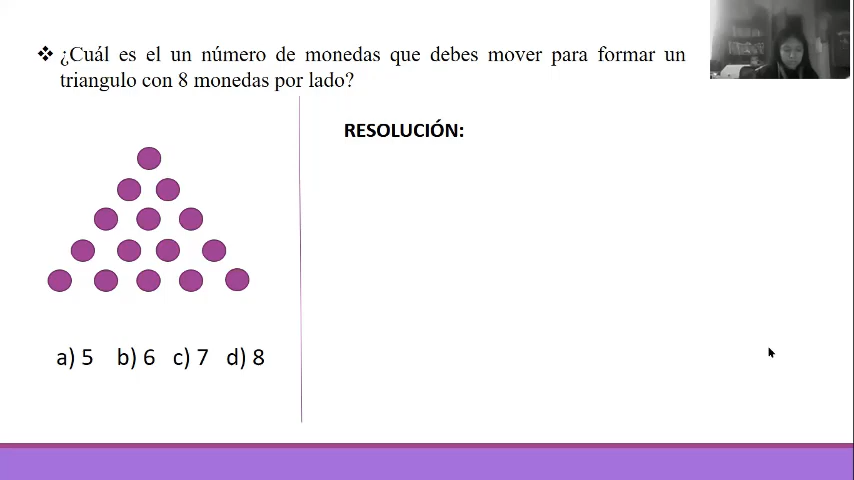 ❖ ¿Cuál es el un número de monedas que debes mover para formar un
triangulo con 8 monedas por lado?
RESOLUCIÓN:
a) 5 b) 6 c) 7 d) 8